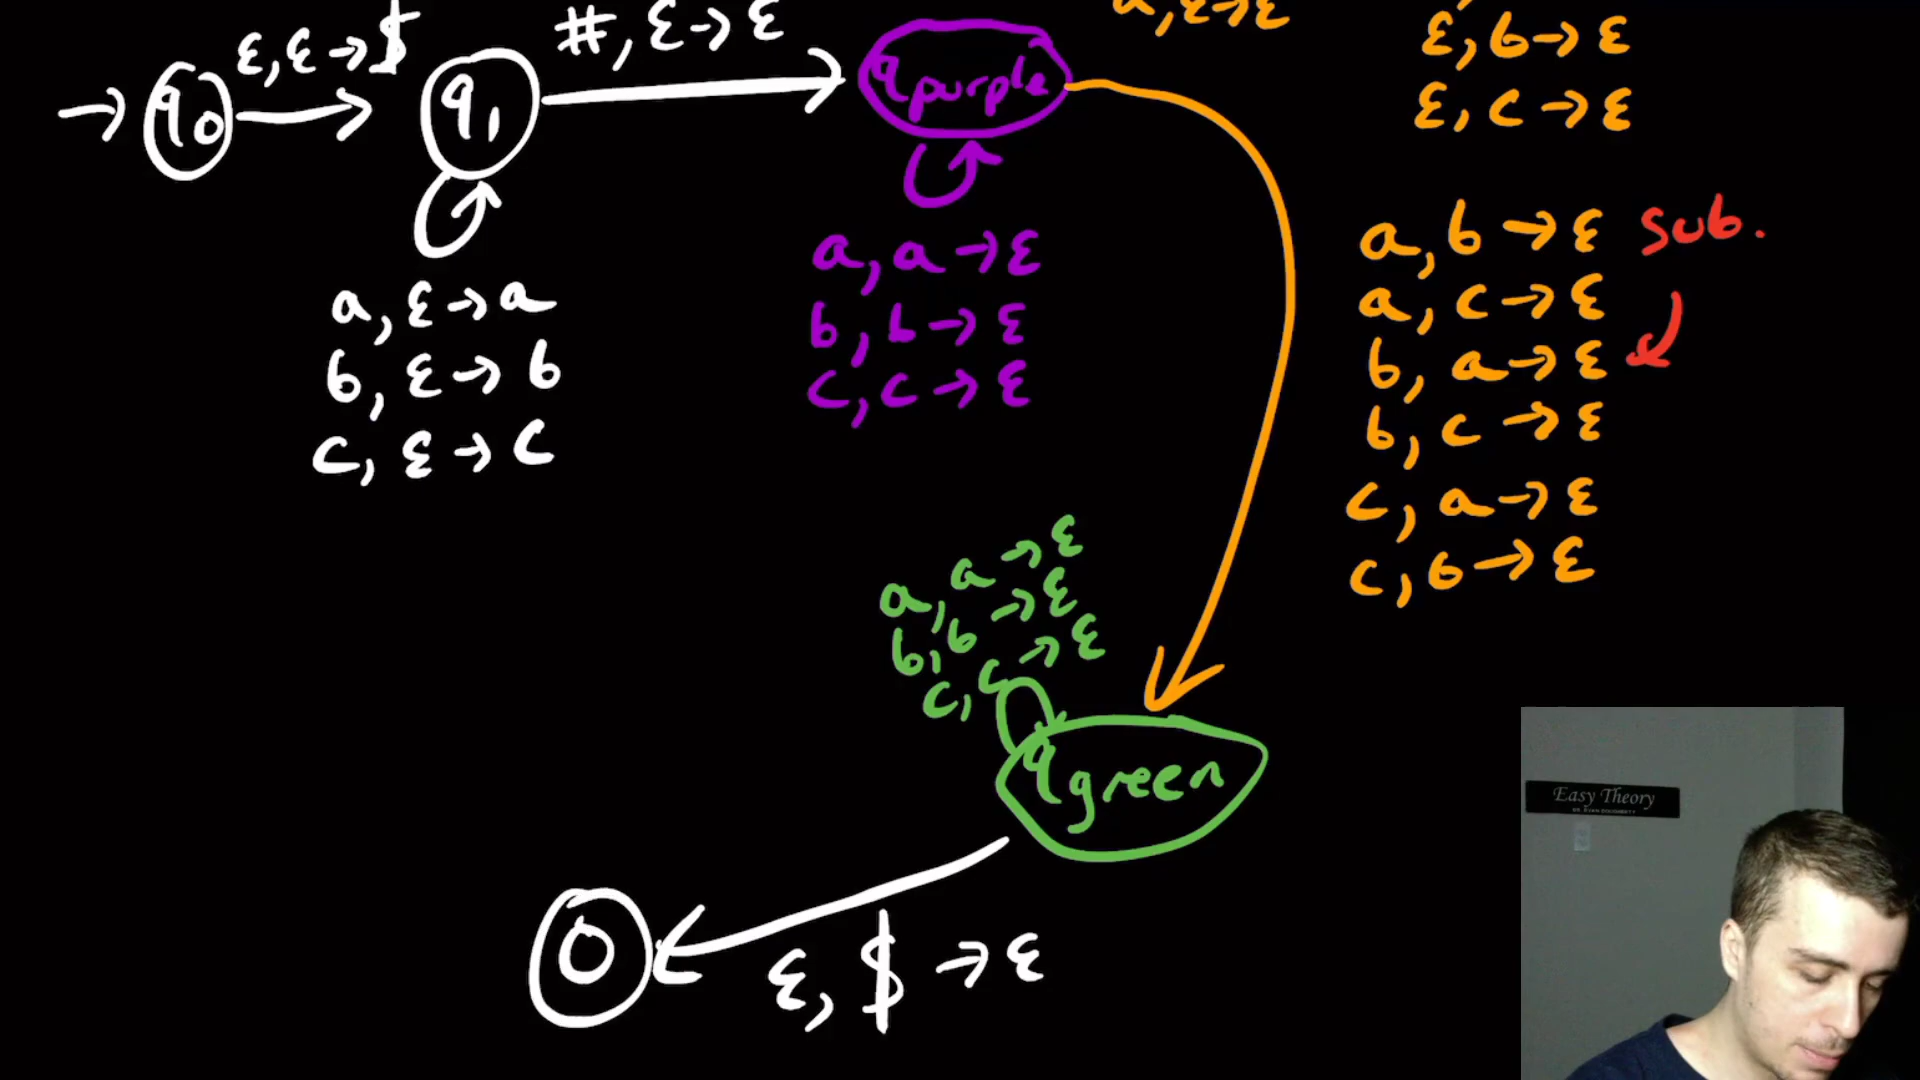 ε, ε → $
#, ε → ε
a, ε → ε
ε, b → ε
ε, c → ε
→ q0
q1
qpurple
a, ε → a
b, ε → b
c, ε → c
a, a → ε
b, b → ε
c, c → ε
a, b → ε sub.
a, c → ε
b, a → ε
b, c → ε
c, a → ε
c, b → ε
a, a → ε
b, b → ε
c, c → ε
qgreen
ε, $ → ε
Easy Theory